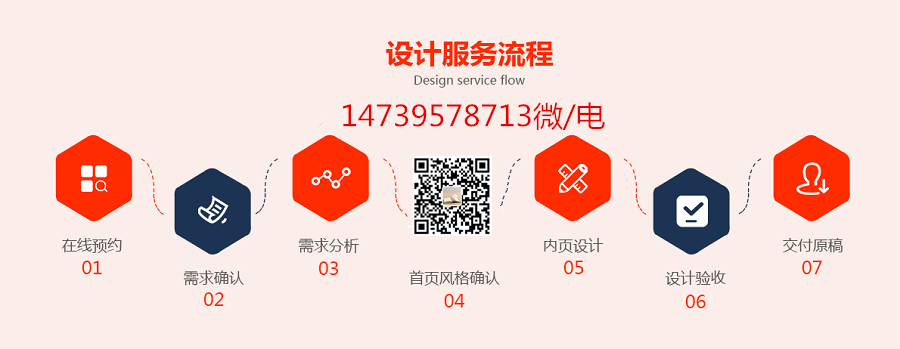 设计服务流程
Design service flow
14739578713微/电
在线预约
01
需求确认
02
需求分析
03
首页风格确认
04
内页设计
05
设计验收
06
交付原稿
07